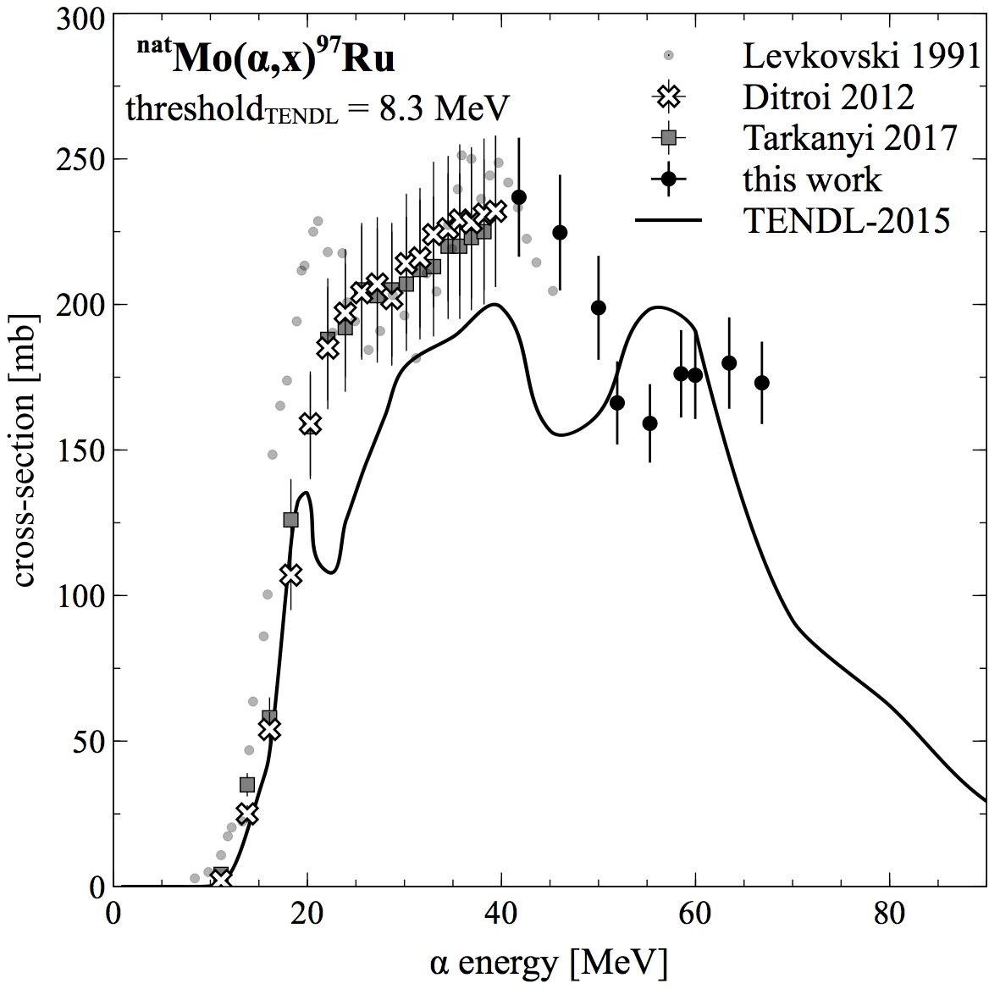 natMo(α,x)97Ru
thresholdTENDL = 8.3 MeV
Levkovski 1991
Ditroi 2012
Tarkanyi 2017
this work
TENDL-2015
cross-section [mb]
300
250
200
150
100
50
0
0 20 40 60 80
α energy [MeV]